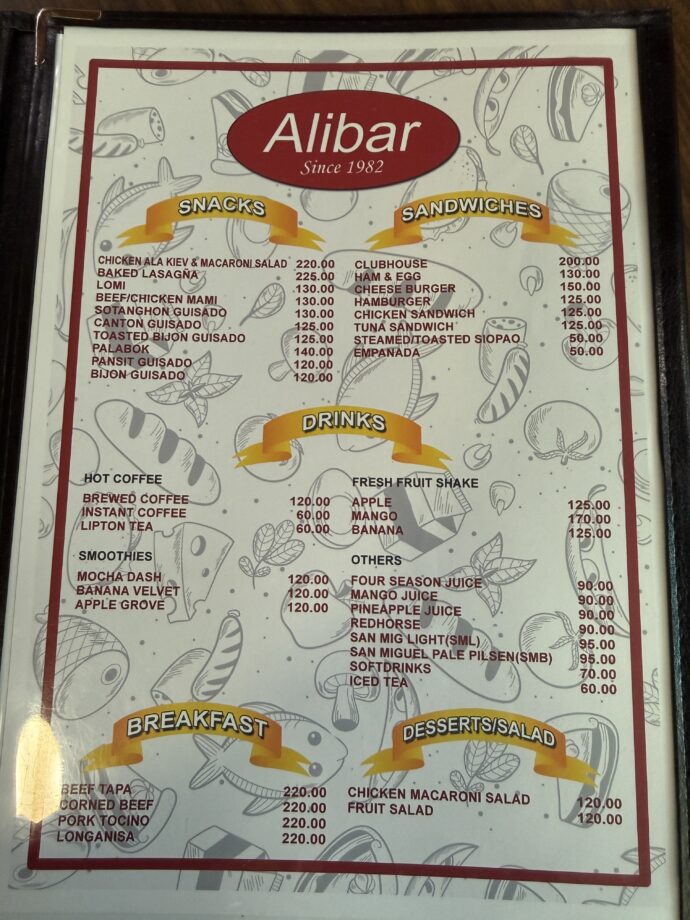 Alibar
Since 1982
SNACKS
CHICKEN ALA KIEV & MACARONI SALAD 220.00
BAKED LASAGÑA 225.00
LOMI 130.00
BEEF/CHICKEN MAMI 130.00
SOTANGHON GUISADO 130.00
CANTON GUISADO 125.00
TOASTED BIJON GUISADO 125.00
PALABOK 140.00
PANSIT GUISADO 120.00
BIJON GUISADO 120.00
SANDWICHES
CLUBHOUSE 200.00
HAM & EGG 130.00
CHEESE BURGER 150.00
HAMBURGER 125.00
CHICKEN SANDWICH 125.00
TUNA SANDWICH 125.00
STEAMED/TOASTED SIOPAO 50.00
EMPANADA 50.00
DRINKS
HOT COFFEE
BREWED COFFEE 120.00
INSTANT COFFEE 60.00
LIPTON TEA 60.00
SMOOTHIES
MOCHA DASH 120.00
BANANA VELVET 120.00
APPLE GROVE 120.00
FRESH FRUIT SHAKE
APPLE 125.00
MANGO 170.00
BANANA 125.00
OTHERS
FOUR SEASON JUICE 90.00
MANGO JUICE 90.00
PINEAPPLE JUICE 90.00
REDHORSE 90.00
SAN MIG LIGHT(SML) 95.00
SAN MIGUEL PALE PILSEN(SMB) 95.00
SOFTDRINKS 70.00
ICED TEA 60.00
BREAKFAST
BEEF TAPA 220.00
CORNED BEEF 220.00
PORK TOCINO 220.00
LONGANISA 220.00
DESSERTS/SALAD
CHICKEN MACARONI SALAD 120.00
FRUIT SALAD 120.00